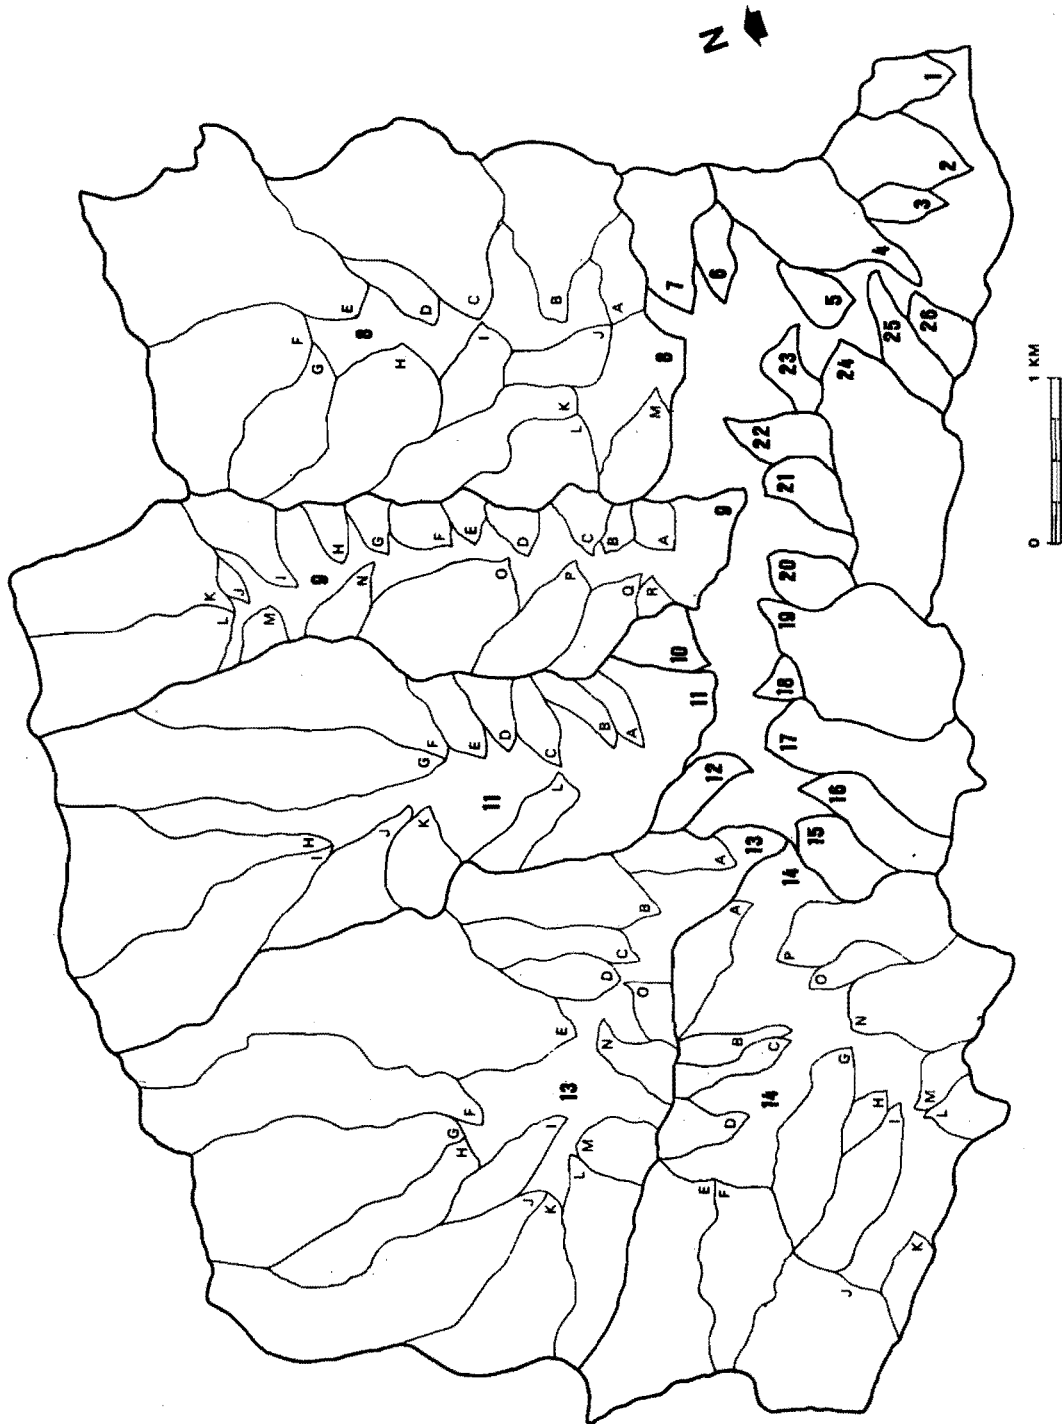 N
1
2
3
4
5
6
7
8
A
B
C
D
E
8
F
G
H
I
J
K
L
M
9
A
B
C
D
E
F
G
H
I
9
J
K
L
M
N
O
P
Q
R
10
11
A
B
C
D
E
F
G
11
H
I
J
K
L
12
13
A
B
C
D
E
13
F
G
H
I
J
K
L
M
N
O
14
A
B
C
14
D
E
F
G
H
I
J
K
L
M
N
O
P
15
16
17
18
19
20
21
22
23
24
25
26
0
1 KM